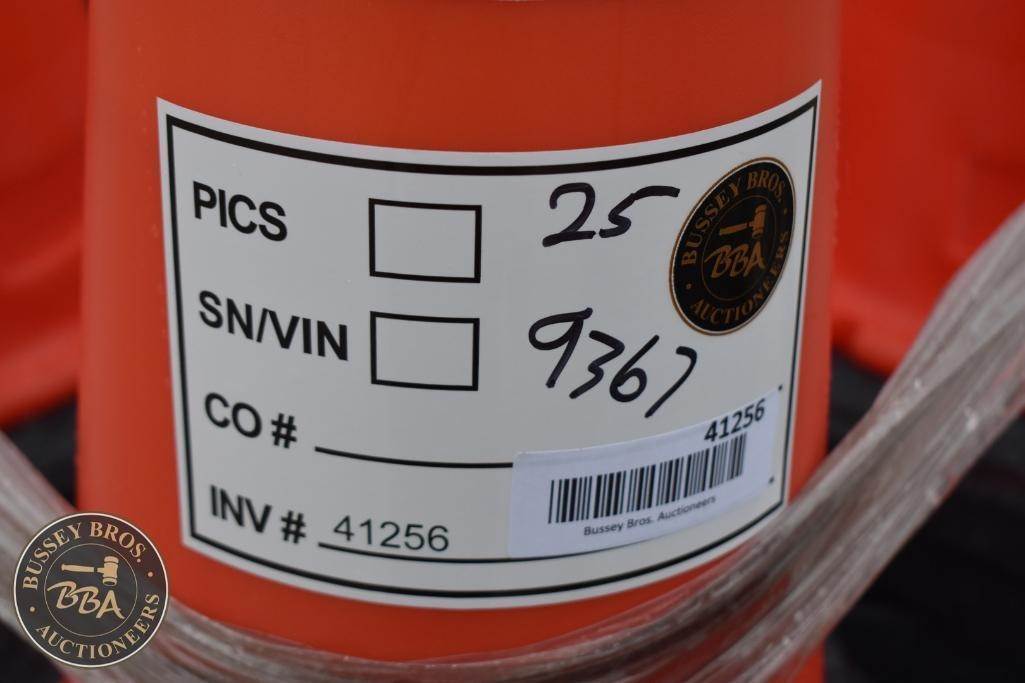 PICS
25
BUSSEY BROS.
BBA
AUCTIONEERS
SN/VIN
9367
CO #
41256
Bussey Bros. Auctioneers
INV # 41256
BUSSEY BROS.
BBA
AUCTIONEERS